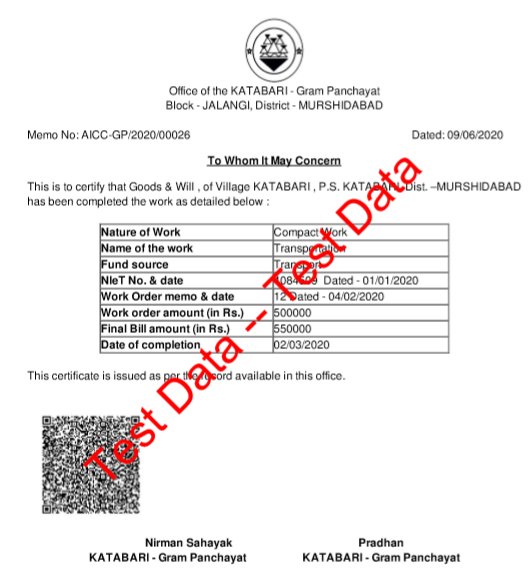 Office of the KATABARI - Gram Panchayat
Block - JALANGI, District - MURSHIDABAD
Memo No: AICC-GP/2020/00026 Dated: 09/06/2020
To Whom It May Concern
This is to certify that Goods & Will , of Village KATABARI , P.S. KATABARI, Dist. –MURSHIDABAD
has been completed the work as detailed below :
Nature of Work Compact Work
Name of the work Transportation
Fund source Transport
NIeT No. & date Dated - 01/01/2020
Work Order memo & date 12 Dated - 04/02/2020
Work order amount (in Rs.) 500000
Final Bill amount (in Rs.) 550000
Date of completion 02/03/2020
This certificate is issued as per the record available in this office.
Test Data -- Test Data
Nirman Sahayak Pradhan
KATABARI - Gram Panchayat KATABARI - Gram Panchayat